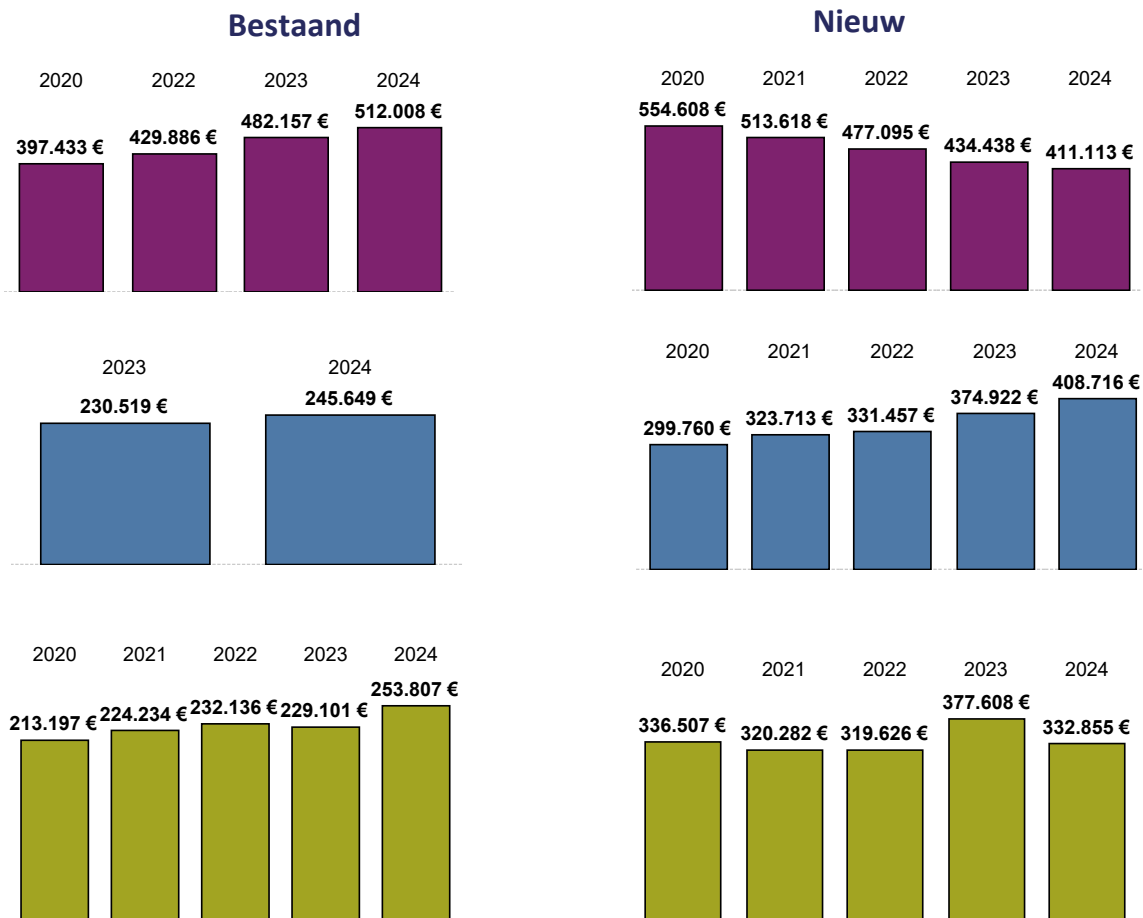 Bestaand
2020 2022 2023 2024
397.433 € 429.886 € 482.157 € 512.008 €
2023 2024
230.519 € 245.649 €
2020 2021 2022 2023 2024
213.197 € 224.234 € 232.136 € 229.101 € 253.807 €
Nieuw
2020 2021 2022 2023 2024
554.608 € 513.618 € 477.095 € 434.438 € 411.113 €
2020 2021 2022 2023 2024
299.760 € 323.713 € 331.457 € 374.922 € 408.716 €
2020 2021 2022 2023 2024
336.507 € 320.282 € 319.626 € 377.608 € 332.855 €